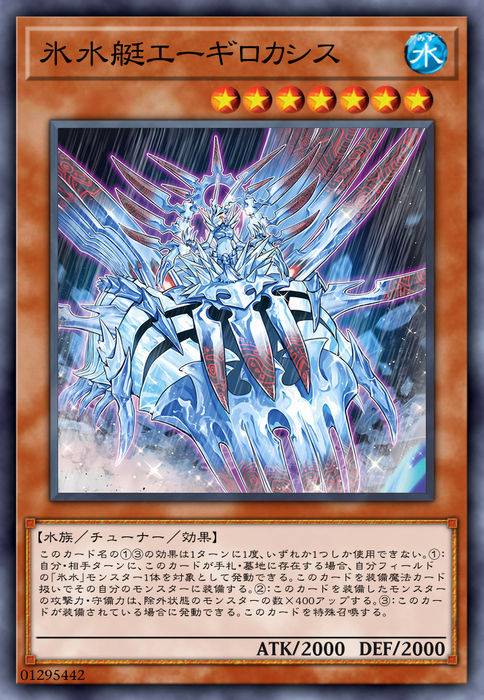 氷水艇エーギロカシス
みず
水
【水族／チューナー／効果】
このカード名の①③の効果は1ターンに1度、いずれか1つしか使用できない。①:
自分・相手ターンに、このカードが手札・墓地に存在する場合、自分フィールド
の「氷水」モンスター1体を対象として発動できる。このカードを装備魔法カード
扱いでその自分のモンスターに装備する。②:このカードを装備したモンスター
の攻撃力・守備力は、除外状態のモンスターの数×400アップする。③:このカー
ドが装備されている場合に発動できる。このカードを特殊召喚する。
ATK/2000 DEF/2000
01295442